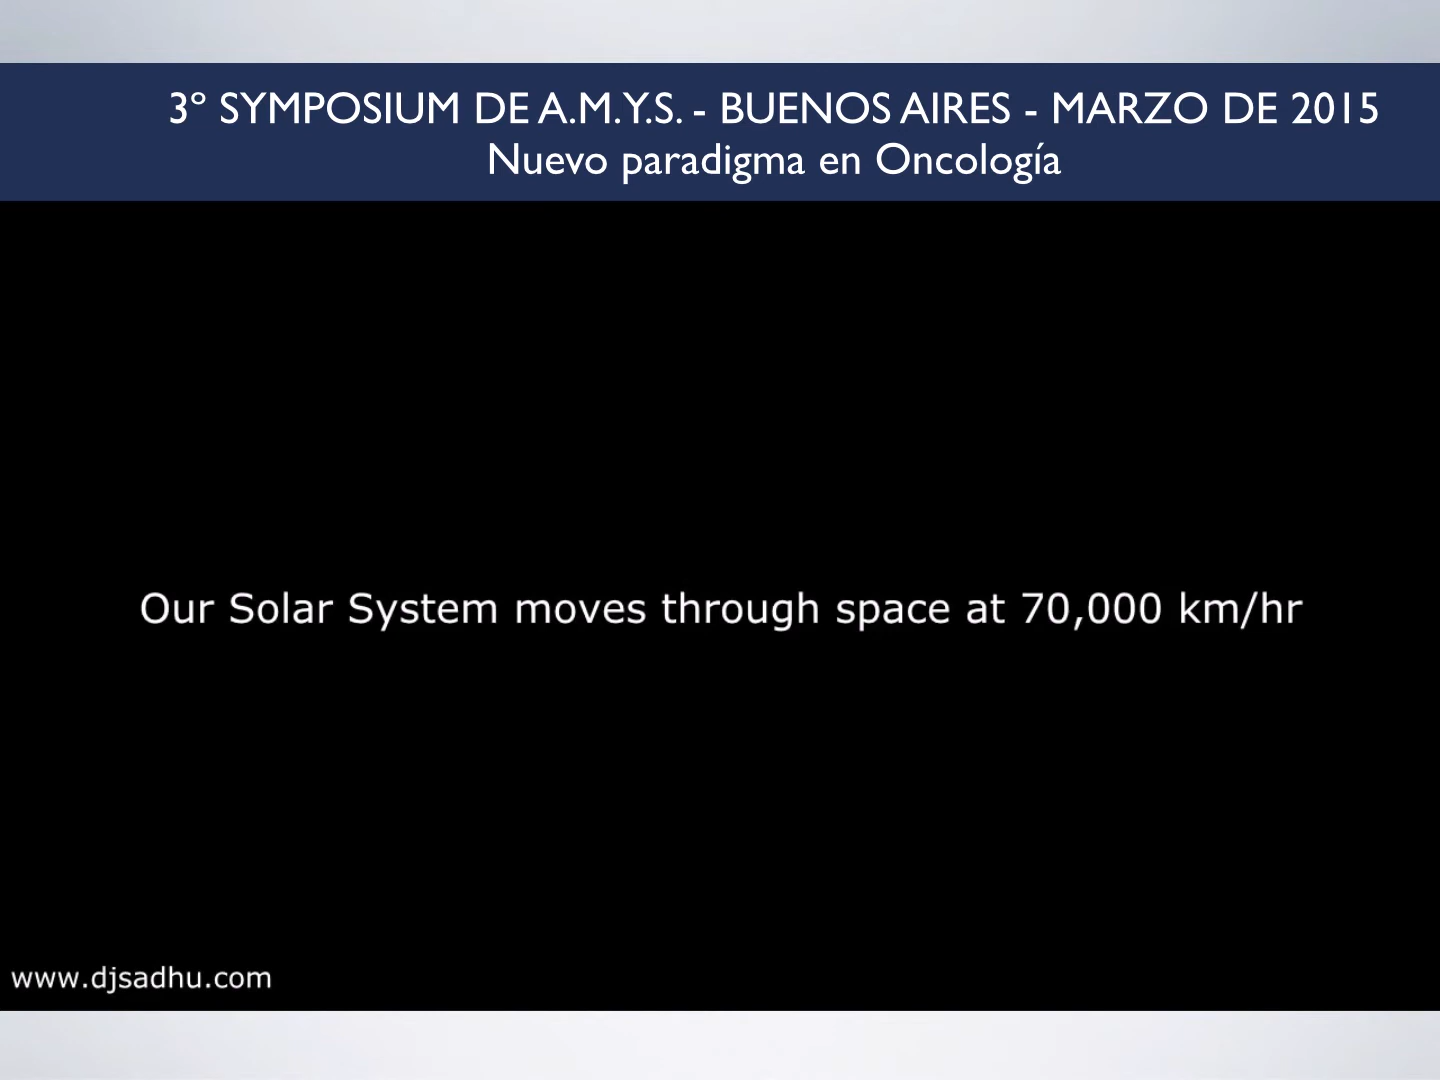 3º SYMPOSIUM DE A.M.Y.S. - BUENOS AIRES - MARZO DE 2015
Nuevo paradigma en Oncología
Our Solar System moves through space at 70,000 km/hr
www.djsadhu.com